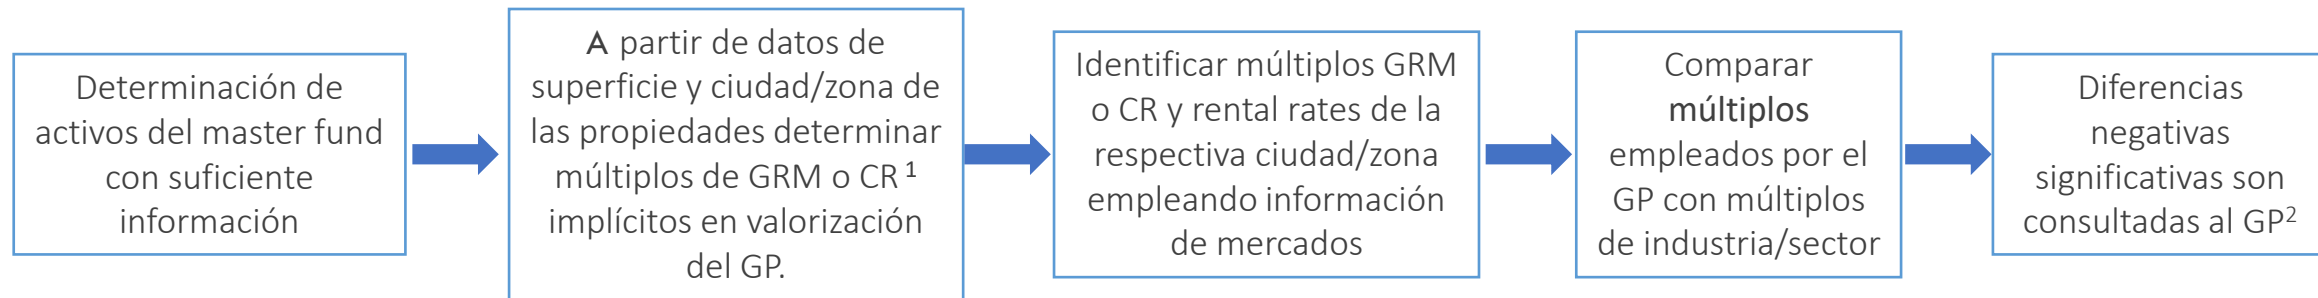 Determinación de
activos del master fund
con suficiente
información
A partir de datos de
superficie y ciudad/zona de
las propiedades determinar
múltiplos de GRM o CR 1
implícitos en valorización
del GP.
Identificar múltiplos GRM
o CR y rental rates de la
respectiva ciudad/zona
empleando información
de mercados
Comparar
múltiplos
empleados por el
GP con múltiplos
de industria/sector
Diferencias
negativas
significativas son
consultadas al GP2